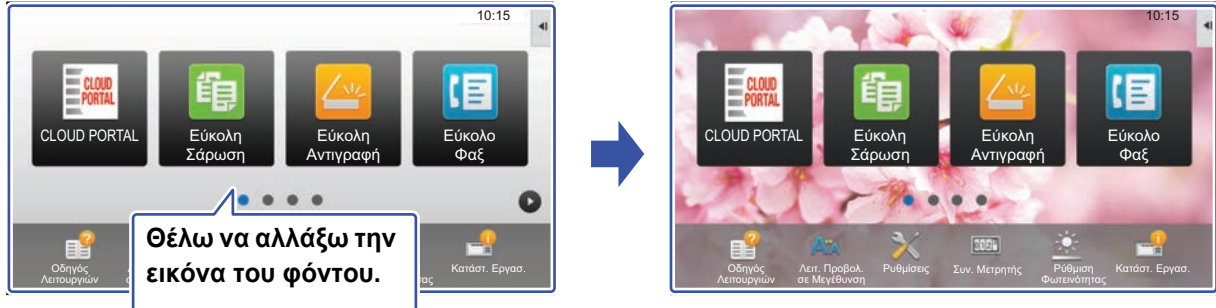 10:15
CLOUD
PORTAL
CLOUD PORTAL
Εύκολη
Σάρωση
Εύκολη
Αντιγραφή
Εύκολο
Φαξ
Θέλω να αλλάξω την
εικόνα του φόντου.
Οδηγός
Λειτουργιών
Κατάστ. Εργασ.
10:15
CLOUD
PORTAL
CLOUD PORTAL
Εύκολη
Σάρωση
Εύκολη
Αντιγραφή
Εύκολο
Φαξ
Οδηγός
Λειτουργιών
Λειτ. Προβολ.
σε Μεγέθυνση
Ρυθμίσεις
Συν. Μετρητής
Ρύθμιση
Φωτεινότητας
Κατάστ. Εργασ.